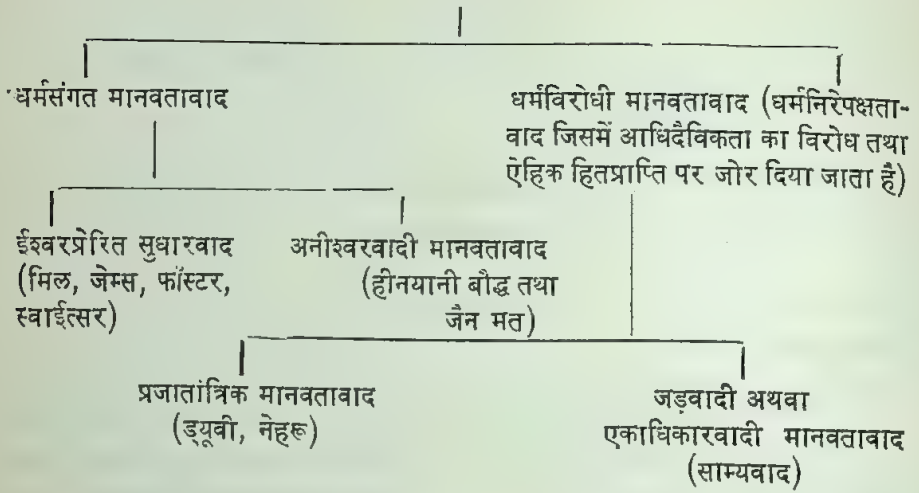 धर्मसंगत मानवतावाद
धर्मविरोधी मानवतावाद (धर्मनिरेपक्षता-
वाद जिसमें आधिदैविकता का विरोध तथा
ऐहिक हितप्राप्ति पर जोर दिया जाता है)
ईश्वरप्रेरित सुधारवाद
(मिल, जेम्स, फॉस्टर,
स्वाईत्सर)
अनीश्वरवादी मानवतावाद
(हीनयानी बौद्ध तथा
जैन मत)
प्रजातांत्रिक मानवतावाद
(ड्यूवी, नेहरू)
जड़वादी अथवा
एकाधिकारवादी मानवतावाद
(साम्यवाद)